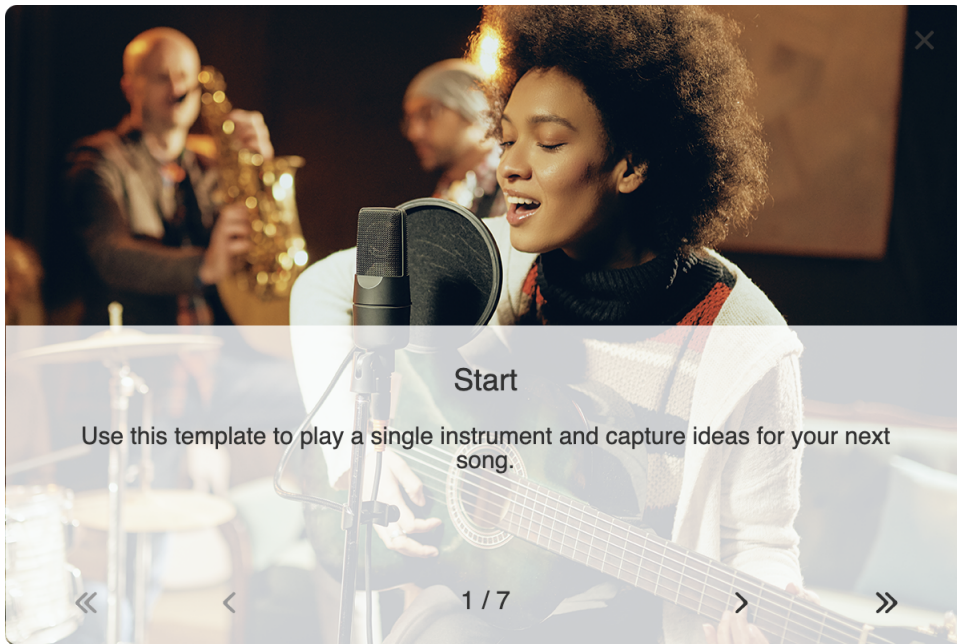 Start
Use this template to play a single instrument and capture ideas for your next
song.
1 / 7